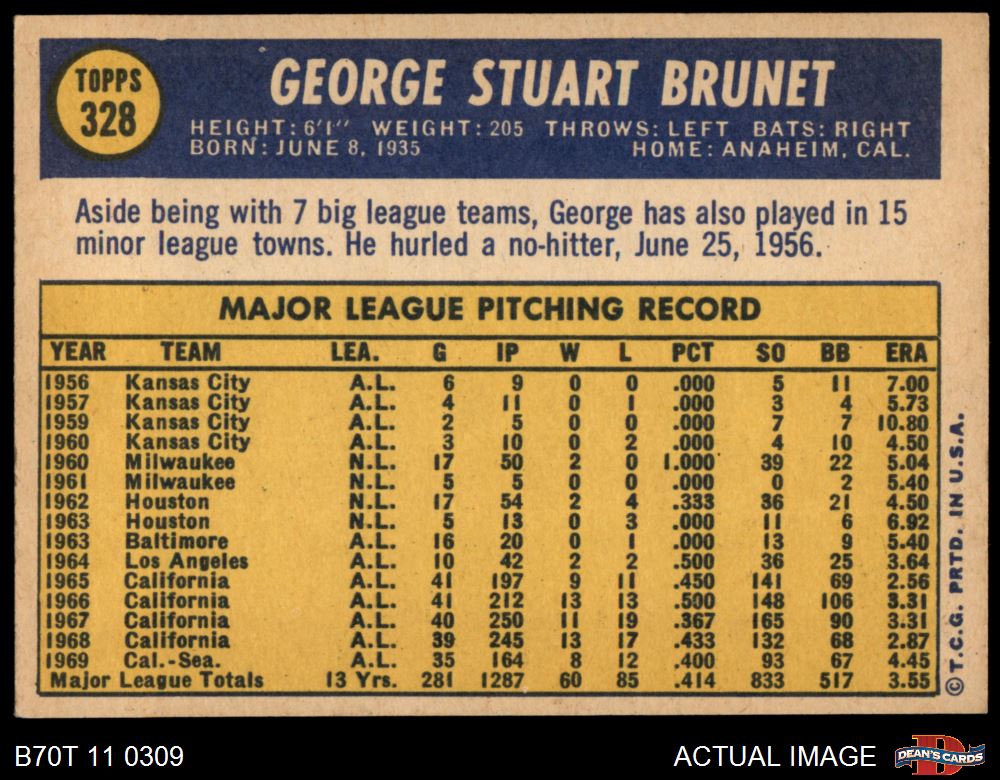 TOPPS
328
GEORGE STUART BRUNET
HEIGHT: 6'1" WEIGHT: 205 THROWS: LEFT BATS: RIGHT
BORN: JUNE 8, 1935 HOME: ANAHEIM, CAL.
Aside being with 7 big league teams, George has also played in 15
minor league towns. He hurled a no-hitter, June 25, 1956.
MAJOR LEAGUE PITCHING RECORD
YEAR TEAM LEA. G IP W L PCT SO BB ERA
1956 Kansas City A.L. 6 9 0 0 .000 5 11 7.00
1957 Kansas City A.L. 4 11 0 1 .000 3 4 5.73
1959 Kansas City A.L. 2 5 0 0 .000 7 7 10.80
1960 Kansas City A.L. 3 10 0 2 .000 4 10 4.50
1960 Milwaukee N.L. 17 50 2 0 1.000 39 22 5.04
1961 Milwaukee N.L. 5 5 0 0 .000 0 2 5.40
1962 Houston N.L. 17 54 2 4 .333 36 21 4.50
1963 Houston N.L. 5 13 0 3 .000 11 6 6.92
1963 Baltimore A.L. 16 20 0 1 .000 13 9 5.40
1964 Los Angeles A.L. 10 42 2 2 .500 36 25 3.64
1965 California A.L. 41 197 9 11 .450 141 69 2.56
1966 California A.L. 41 212 13 13 .500 148 106 3.31
1967 California A.L. 40 250 11 19 .367 165 90 3.31
1968 California A.L. 39 245 13 17 .433 132 68 2.87
1969 Cal.-Sea. A.L. 35 164 8 12 .400 93 67 4.45
Major League Totals 13 Yrs. 281 1287 60 85 .414 833 517 3.55
© T.C.G. PRTD. IN U.S.A.
B70T 11 0309
ACTUAL IMAGE
DEAN'S CARDS